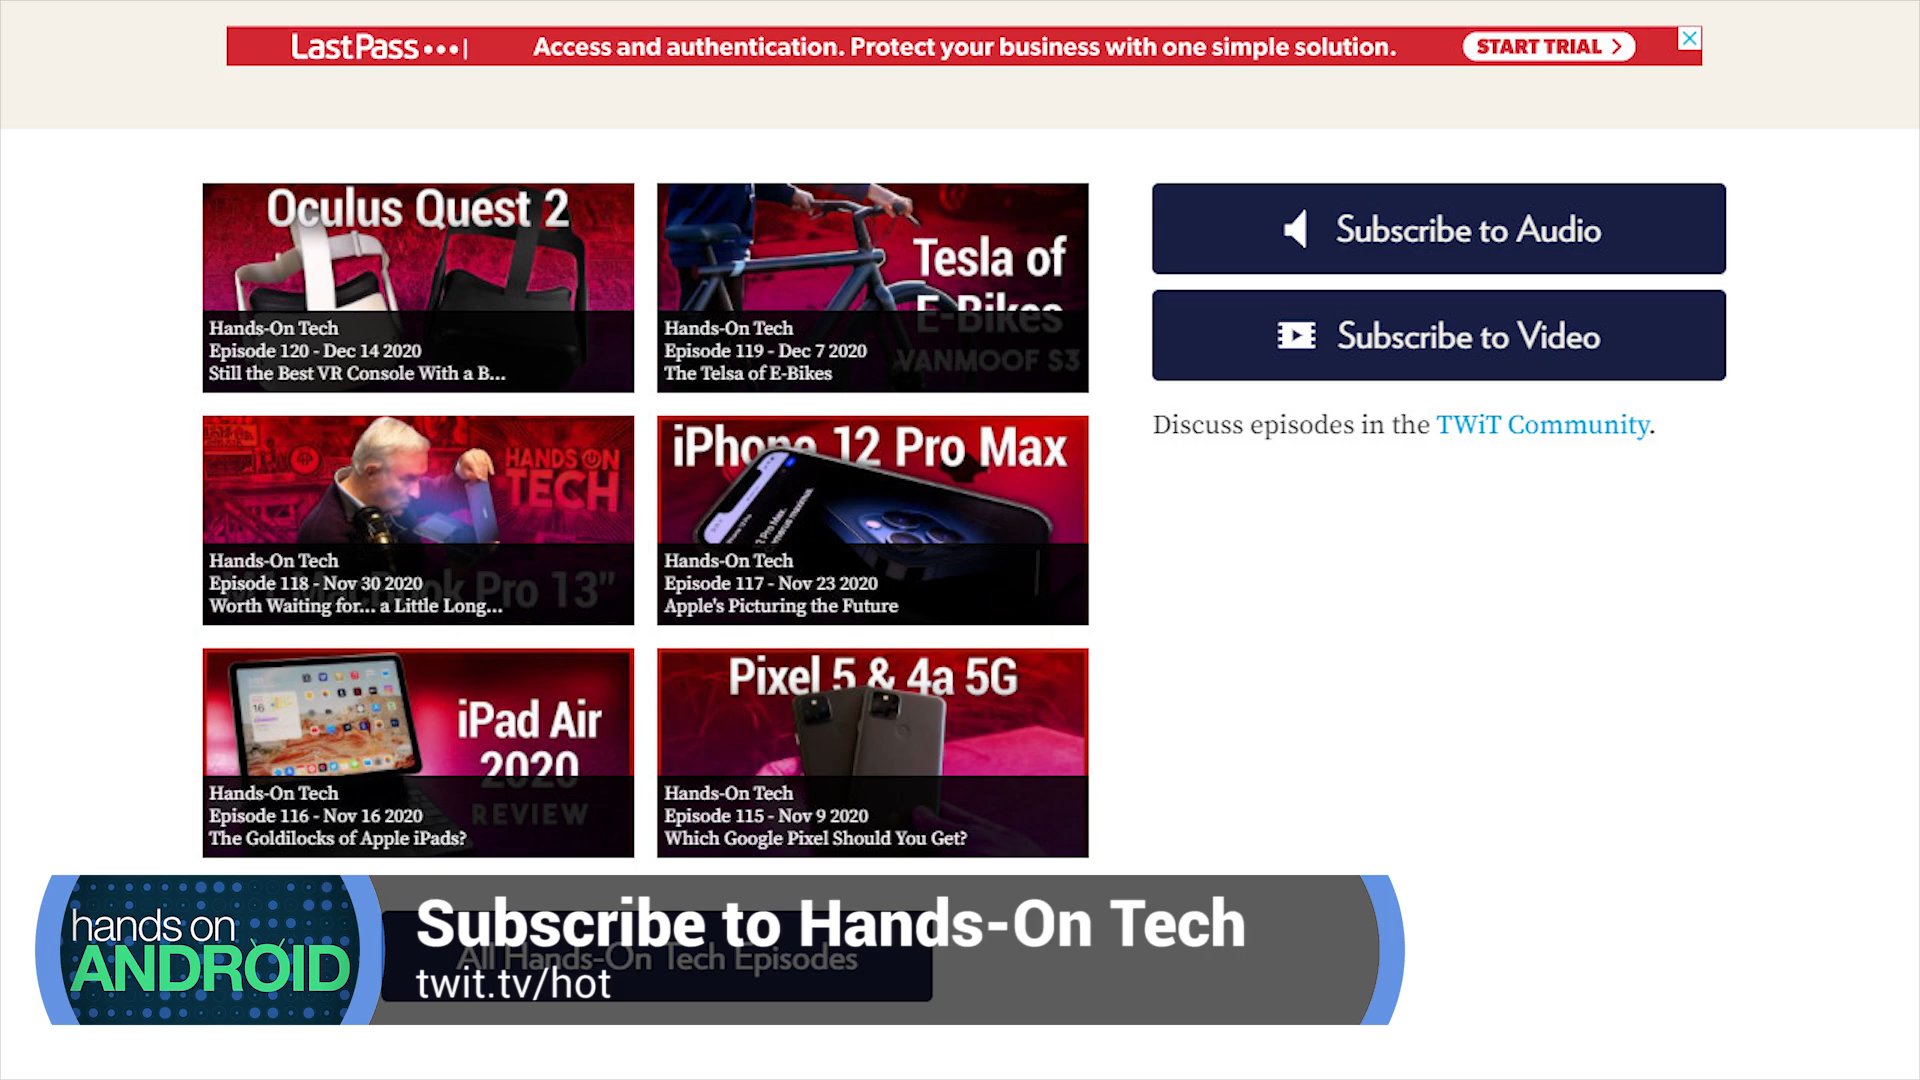 LastPass
Access and authentication. Protect your business with one simple solution.
START TRIAL >
Oculus Quest 2
Hands-On Tech
Episode 120 - Dec 14 2020
Still the Best VR Console With a B...
Tesla of
E-Bikes
VANMOOF S3
Hands-On Tech
Episode 119 - Dec 7 2020
The Telsa of E-Bikes
Subscribe to Audio
Subscribe to Video
Discuss episodes in the TWiT Community.
HANDS ON
TECH
MacBook Pro 13"
Hands-On Tech
Episode 118 - Nov 30 2020
Worth Waiting for... a Little Long...
iPhone 12 Pro Max
Hands-On Tech
Episode 117 - Nov 23 2020
Apple's Picturing the Future
iPad Air
2020
REVIEW
Hands-On Tech
Episode 116 - Nov 16 2020
The Goldilocks of Apple iPads?
Pixel 5 & 4a 5G
Hands-On Tech
Episode 115 - Nov 9 2020
Which Google Pixel Should You Get?
hands on
ANDROID
Subscribe to Hands-On Tech
All Hands-On Tech Episodes
twit.tv/hot